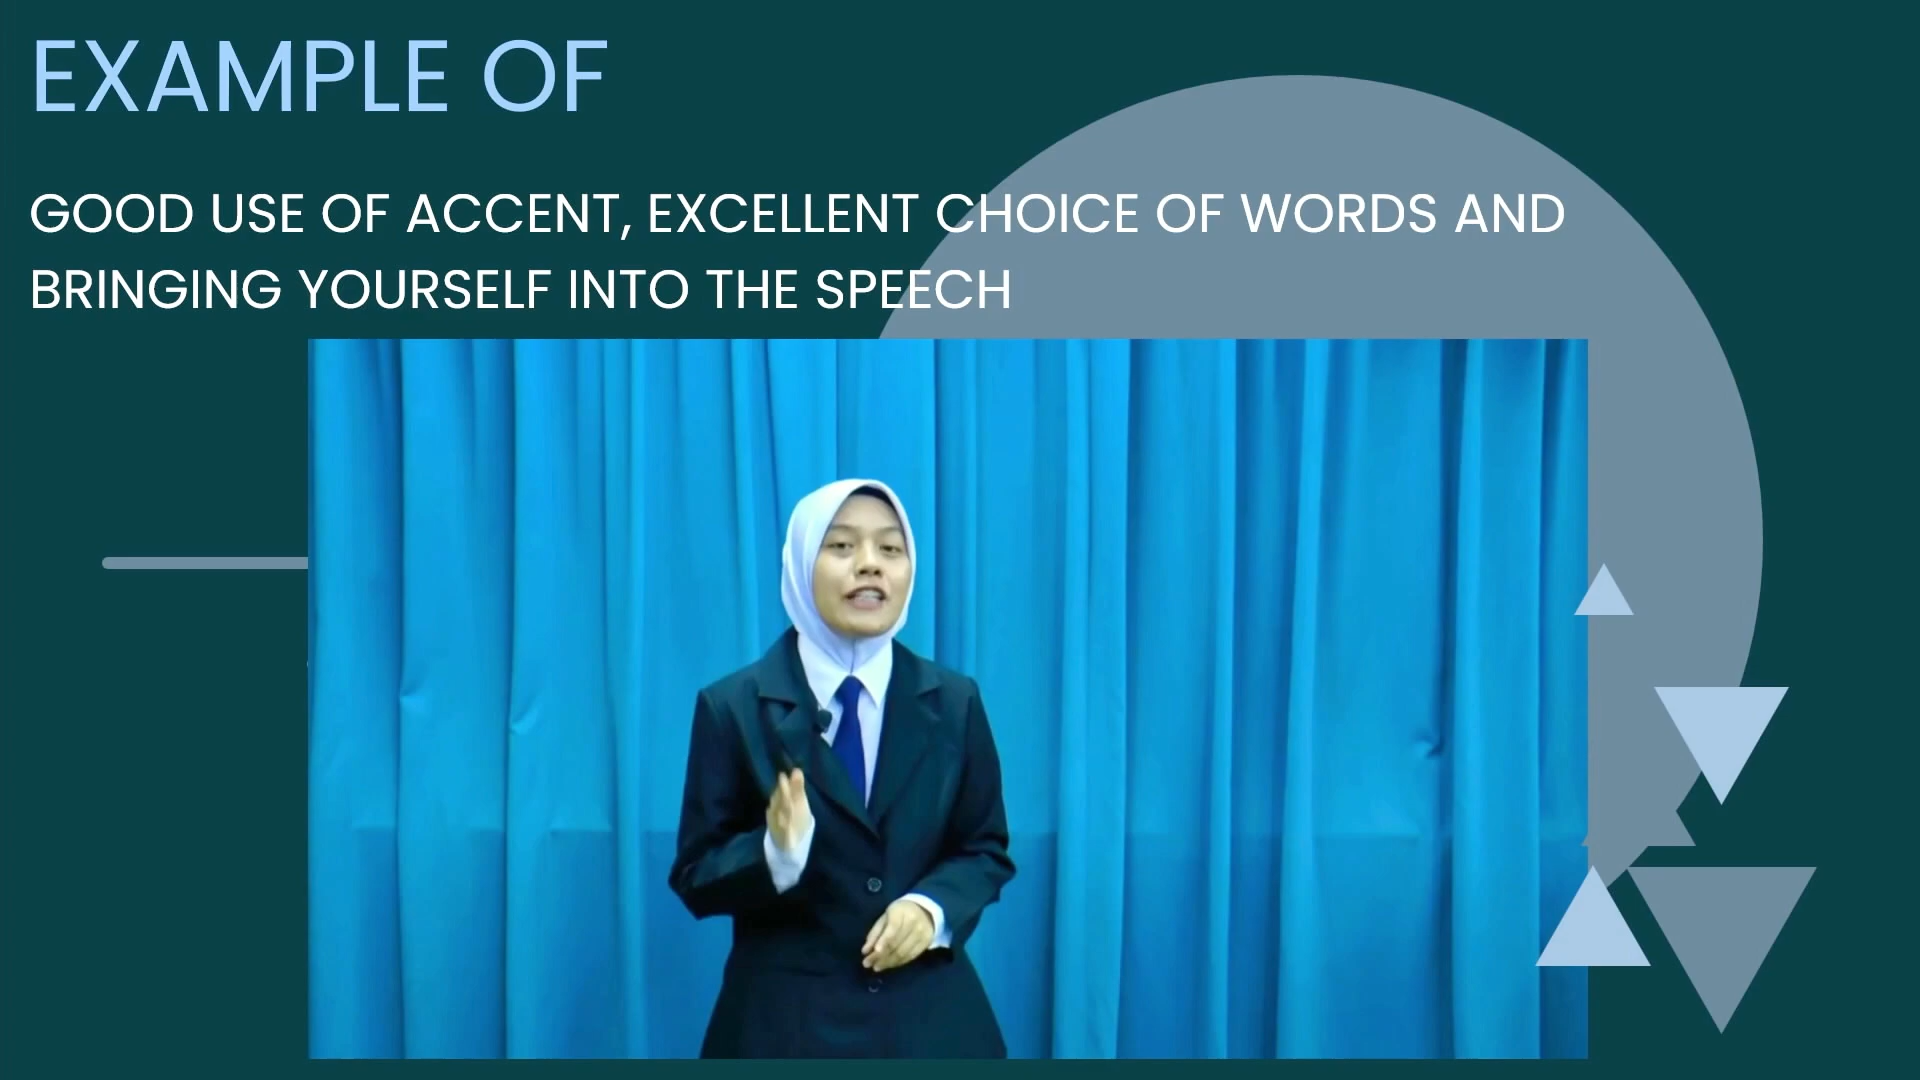 EXAMPLE OF
GOOD USE OF ACCENT, EXCELLENT CHOICE OF WORDS AND
BRINGING YOURSELF INTO THE SPEECH